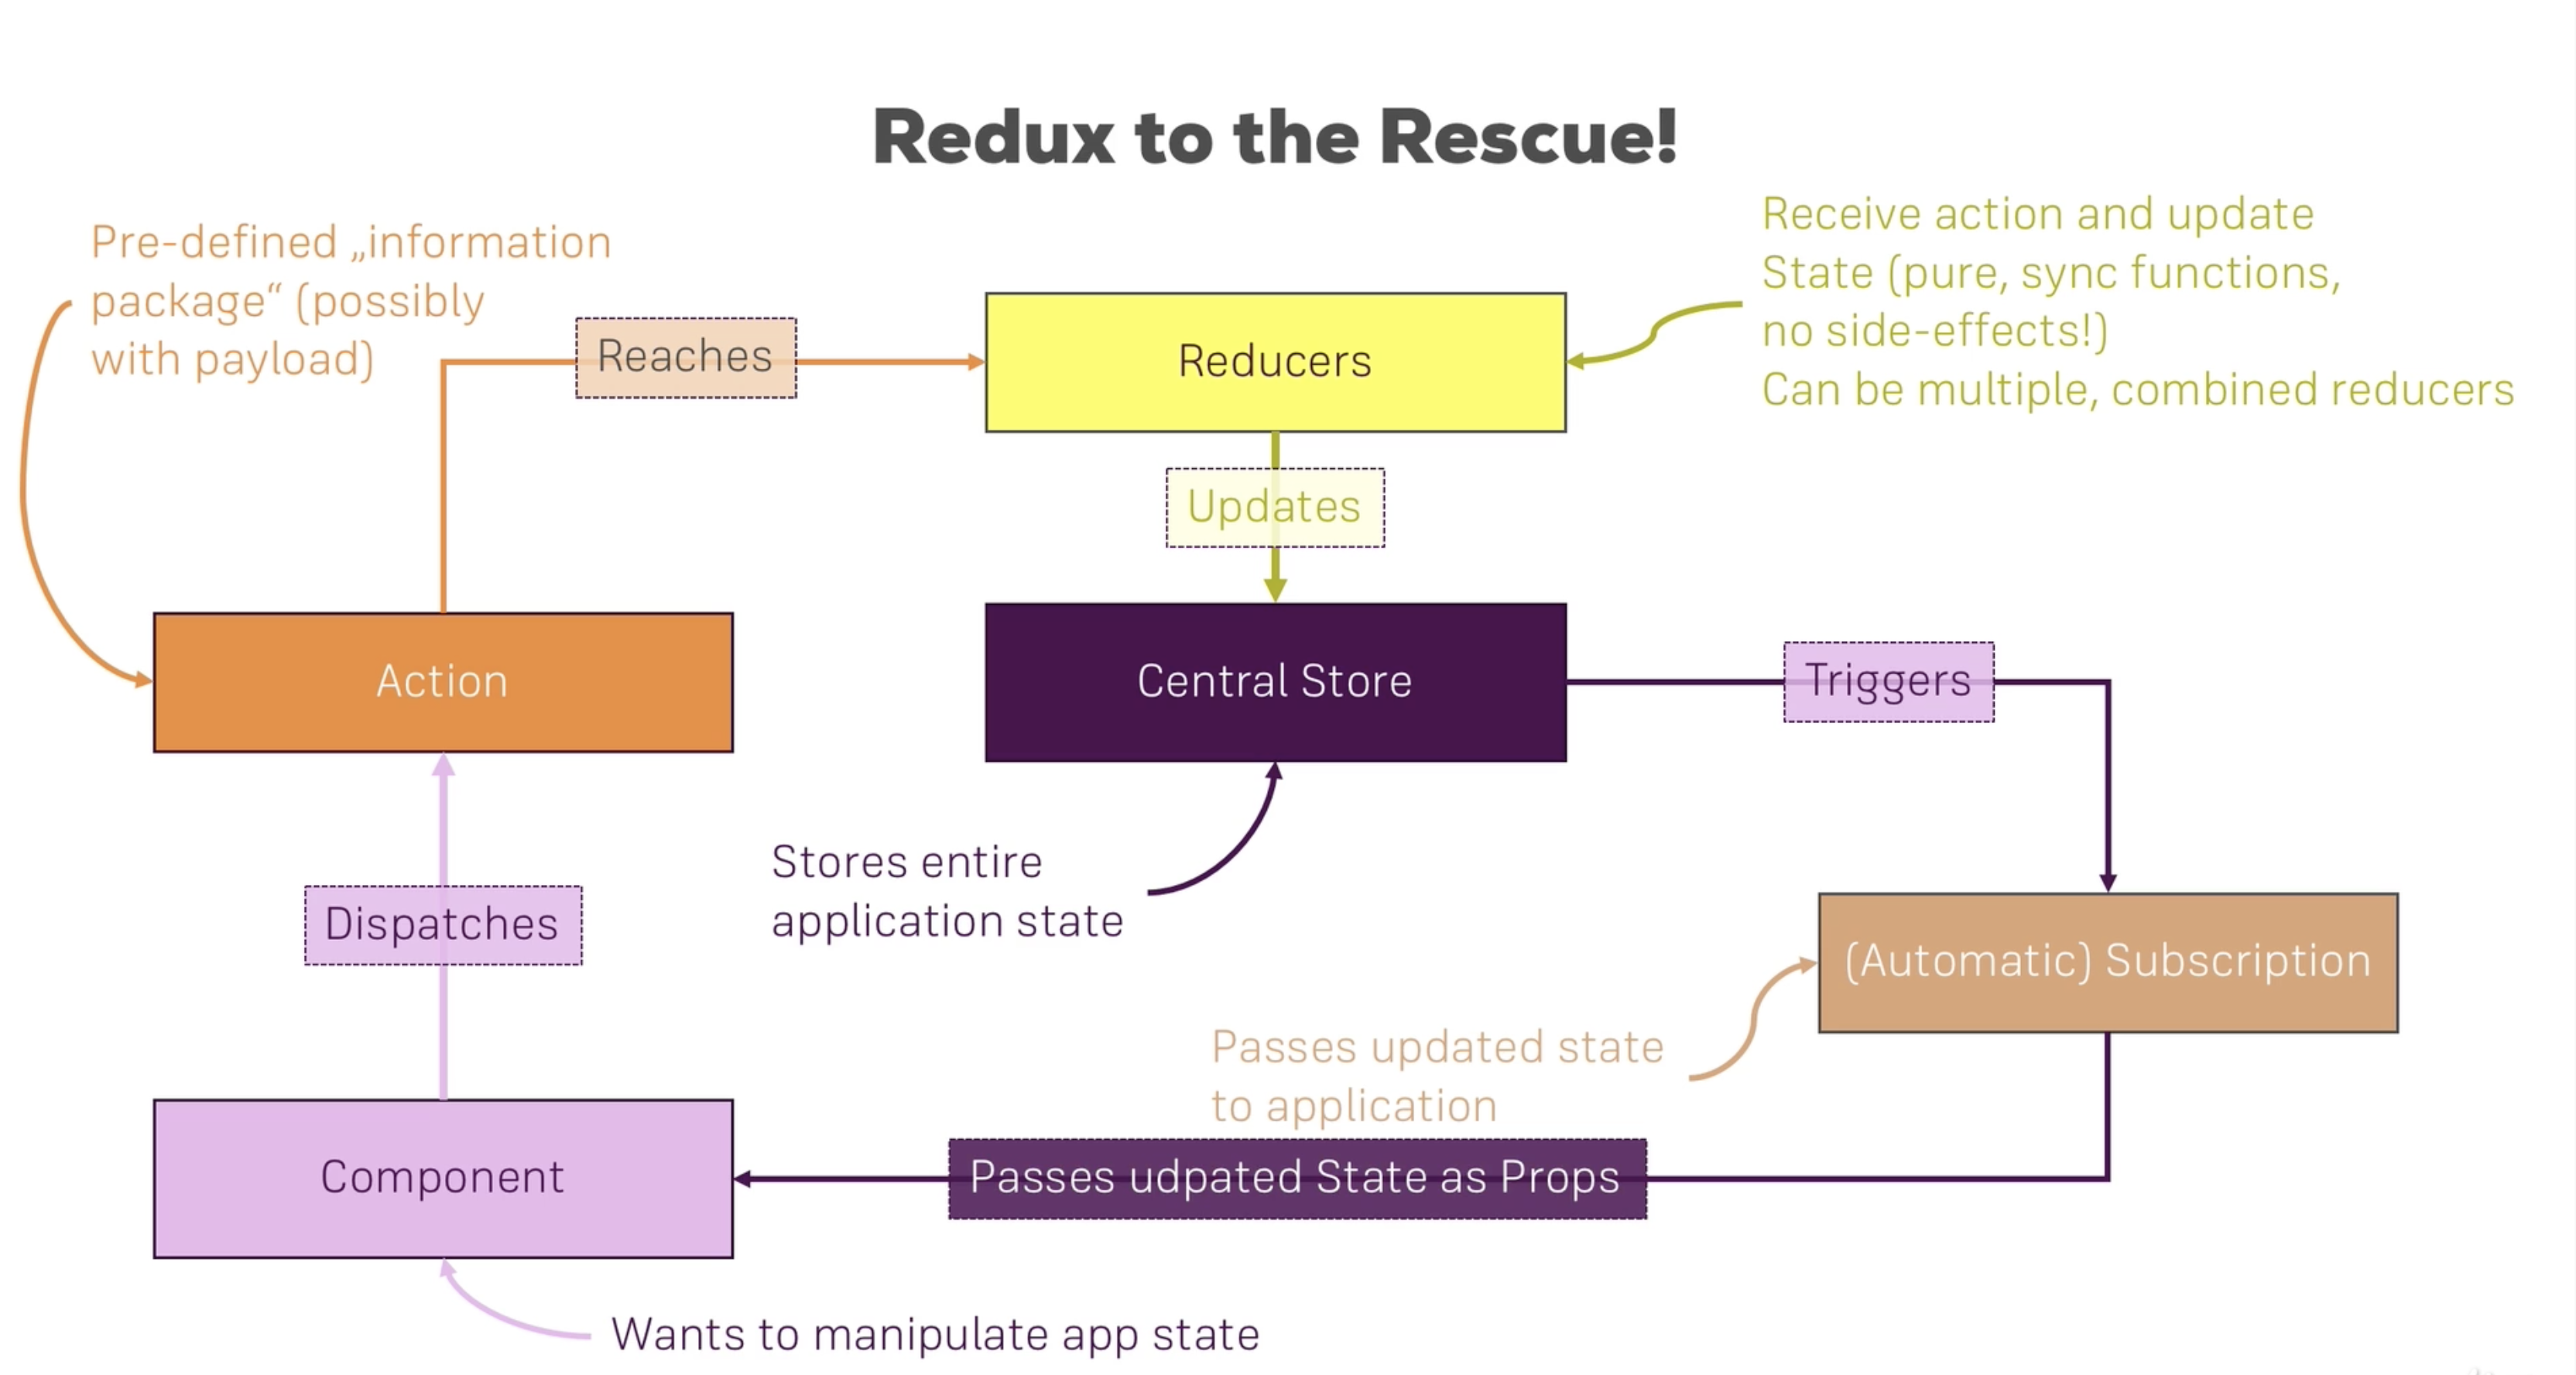 Redux to the Rescue!
Pre-defined „information
package“ (possibly
with payload)
Reaches
Reducers
Receive action and update
State (pure, sync functions,
no side-effects!)
Can be multiple, combined reducers
Updates
Action
Central Store
Triggers
Stores entire
application state
Dispatches
(Automatic) Subscription
Passes updated state
to application
Component
Passes udpated State as Props
Wants to manipulate app state